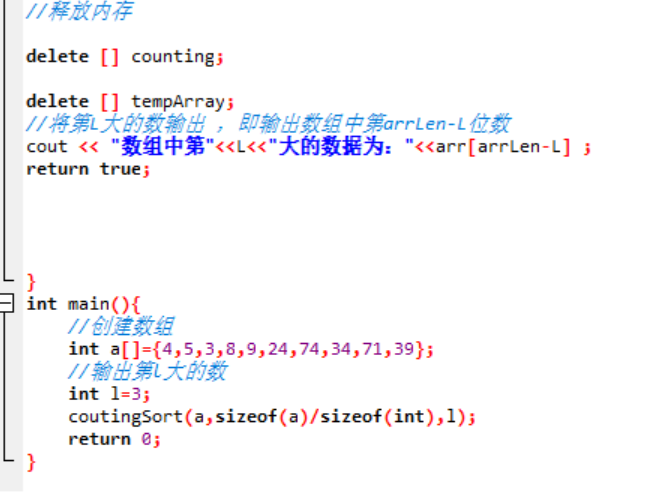 //释放内存
delete [] counting;
delete [] tempArray;
//将第L大的数输出 ，即输出数组中第arrLen-L位数
cout << "数组中第"<<L<<"大的数据为："<<arr[arrLen-L] ;
return true;
}
int main(){
//创建数组
int a[]={4,5,3,8,9,24,74,34,71,39};
//输出第l大的数
int l=3;
coutingSort(a,sizeof(a)/sizeof(int),l);
return 0;
}